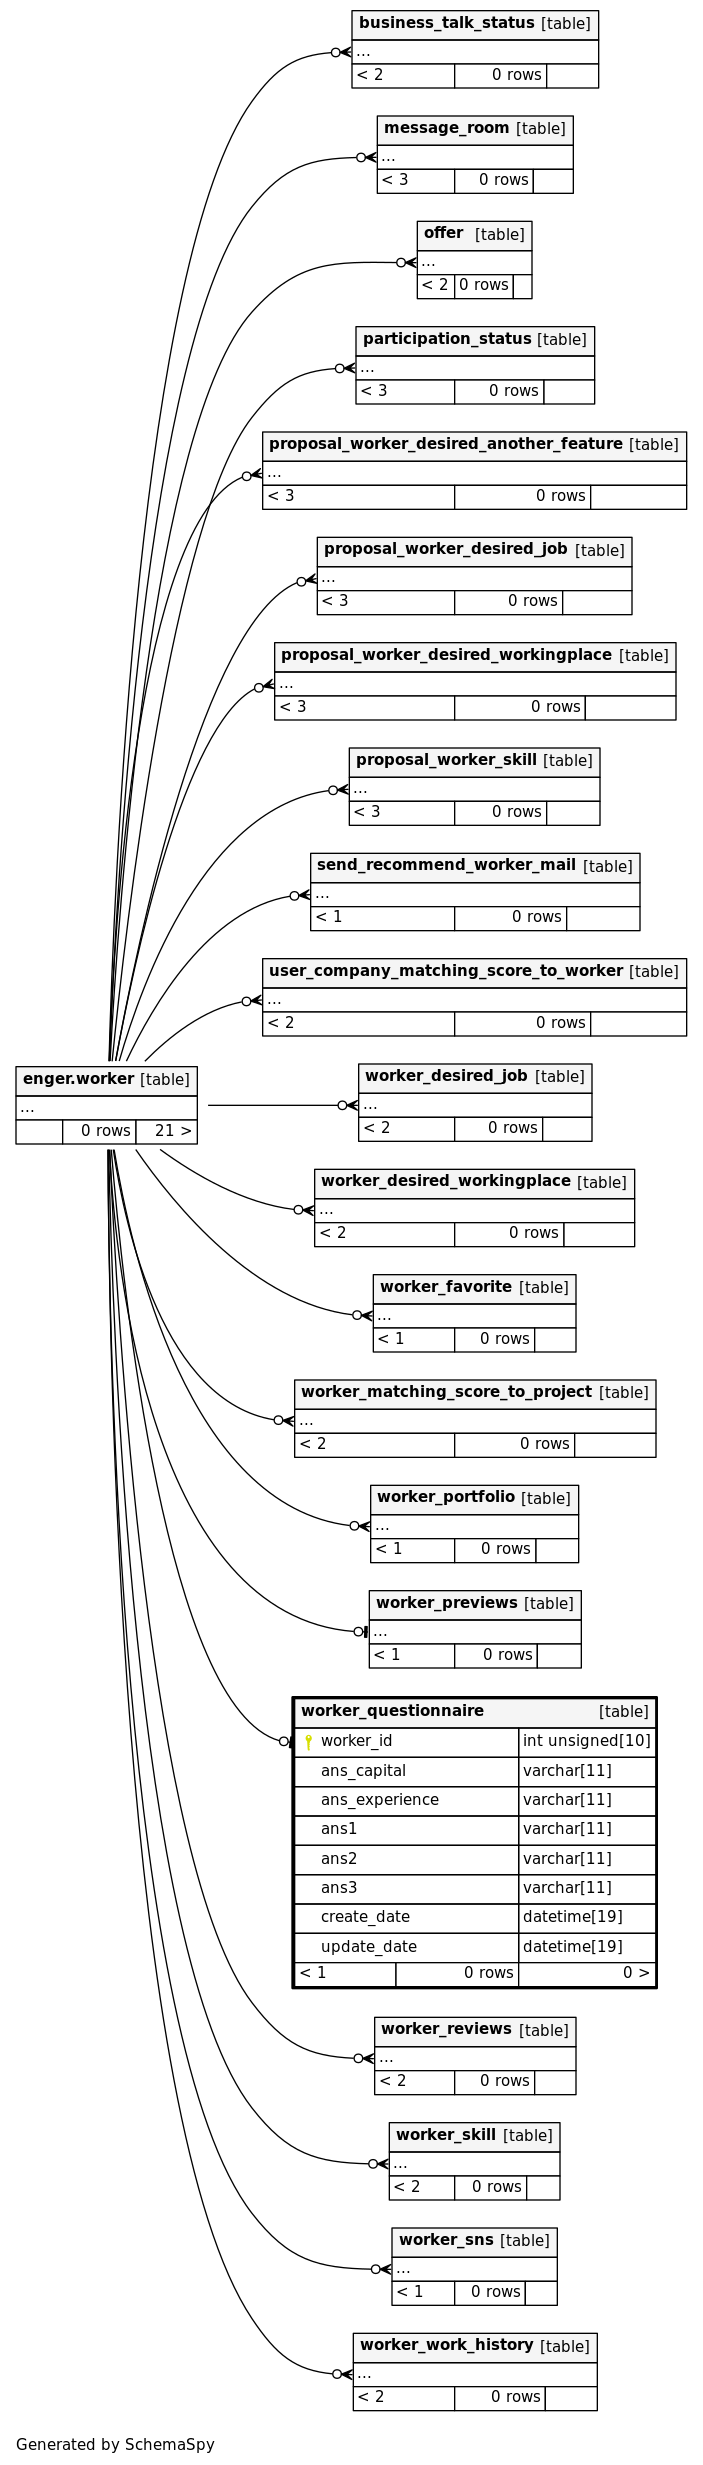 business_talk_status [table]
...
< 2 0 rows
message_room [table]
...
< 3 0 rows
offer [table]
...
< 2 0 rows
participation_status [table]
...
< 3 0 rows
proposal_worker_desired_another_feature [table]
...
< 3 0 rows
proposal_worker_desired_job [table]
...
< 3 0 rows
proposal_worker_desired_workingplace [table]
...
< 3 0 rows
proposal_worker_skill [table]
...
< 3 0 rows
send_recommend_worker_mail [table]
...
< 1 0 rows
user_company_matching_score_to_worker [table]
...
< 2 0 rows
enger.worker [table]
...
0 rows 21 >
worker_desired_job [table]
...
< 2 0 rows
worker_desired_workingplace [table]
...
< 2 0 rows
worker_favorite [table]
...
< 1 0 rows
worker_matching_score_to_project [table]
...
< 2 0 rows
worker_portfolio [table]
...
< 1 0 rows
worker_previews [table]
...
< 1 0 rows
worker_questionnaire [table]
worker_id int unsigned[10]
ans_capital varchar[11]
ans_experience varchar[11]
ans1 varchar[11]
ans2 varchar[11]
ans3 varchar[11]
create_date datetime[19]
update_date datetime[19]
< 1 0 rows 0 >
worker_reviews [table]
...
< 2 0 rows
worker_skill [table]
...
< 2 0 rows
worker_sns [table]
...
< 1 0 rows
worker_work_history [table]
...
< 2 0 rows
Generated by SchemaSpy